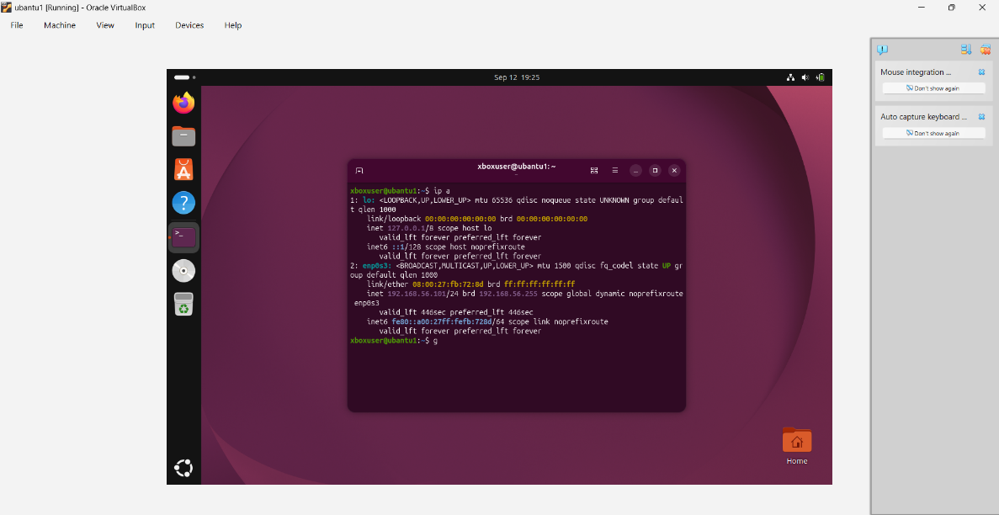 ubantu1 [Running] - Oracle VirtualBox
File Machine View Input Devices Help
Sep 12 19:25
Mouse integration ...
Don't show again
Auto capture keyboard ...
Don't show again
xboxuser@ubantu1: ~
xboxuser@ubantu1:~$ ip a
1: lo: <LOOPBACK,UP,LOWER_UP> mtu 65536 qdisc noqueue state UNKNOWN group defaul
t qlen 1000
    link/loopback 00:00:00:00:00:00 brd 00:00:00:00:00:00
    inet 127.0.0.1/8 scope host lo
       valid_lft forever preferred_lft forever
    inet6 ::1/128 scope host noprefixroute
       valid_lft forever preferred_lft forever
2: enp0s3: <BROADCAST,MULTICAST,UP,LOWER_UP> mtu 1500 qdisc fq_codel state UP gr
oup default qlen 1000
    link/ether 08:00:27:fb:72:8d brd ff:ff:ff:ff:ff:ff
    inet 192.168.56.101/24 brd 192.168.56.255 scope global dynamic noprefixroute
 enp0s3
       valid_lft 446sec preferred_lft 446sec
    inet6 fe80::a00:27ff:fefb:728d/64 scope link noprefixroute
       valid_lft forever preferred_lft forever
xboxuser@ubantu1:~$ g
Home